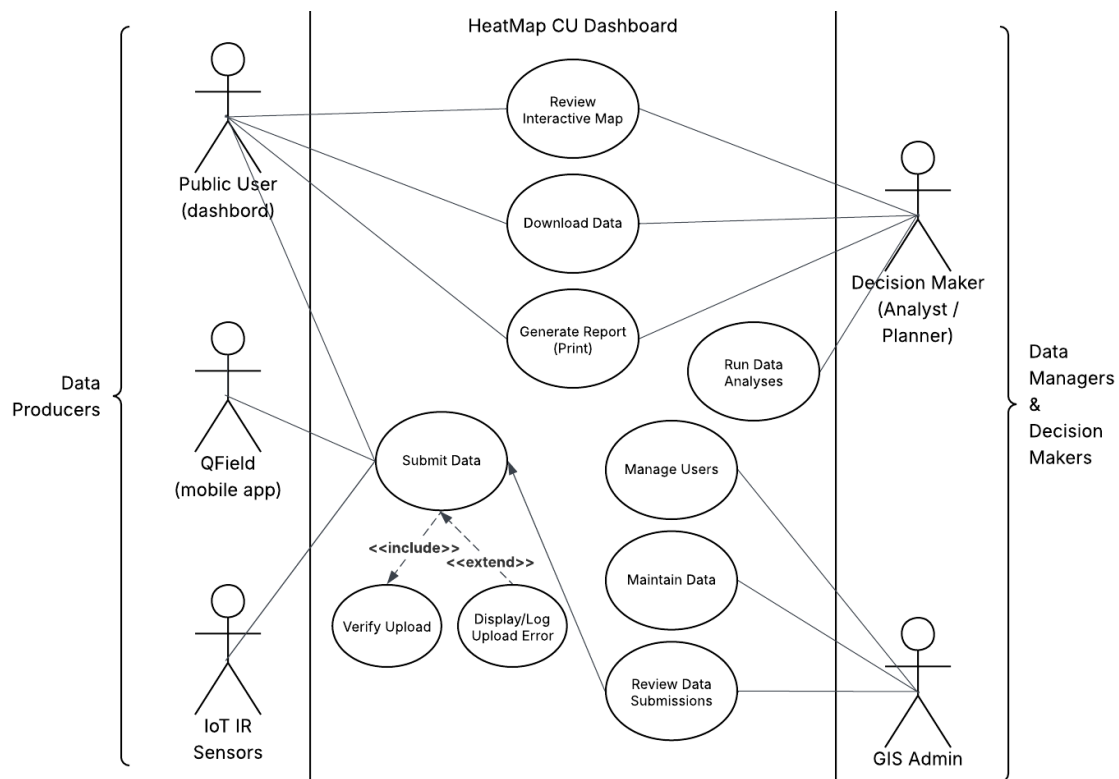 HeatMap CU Dashboard
Public User
(dashbord)
QField
(mobile app)
IoT IR
Sensors
Data
Producers
Review
Interactive Map
Download Data
Generate Report
(Print)
Run Data
Analyses
Submit Data
<<include>>
<<extend>>
Verify Upload
Display/Log
Upload Error
Manage Users
Maintain Data
Review Data
Submissions
Decision Maker
(Analyst /
Planner)
GIS Admin
Data
Managers
&
Decision
Makers